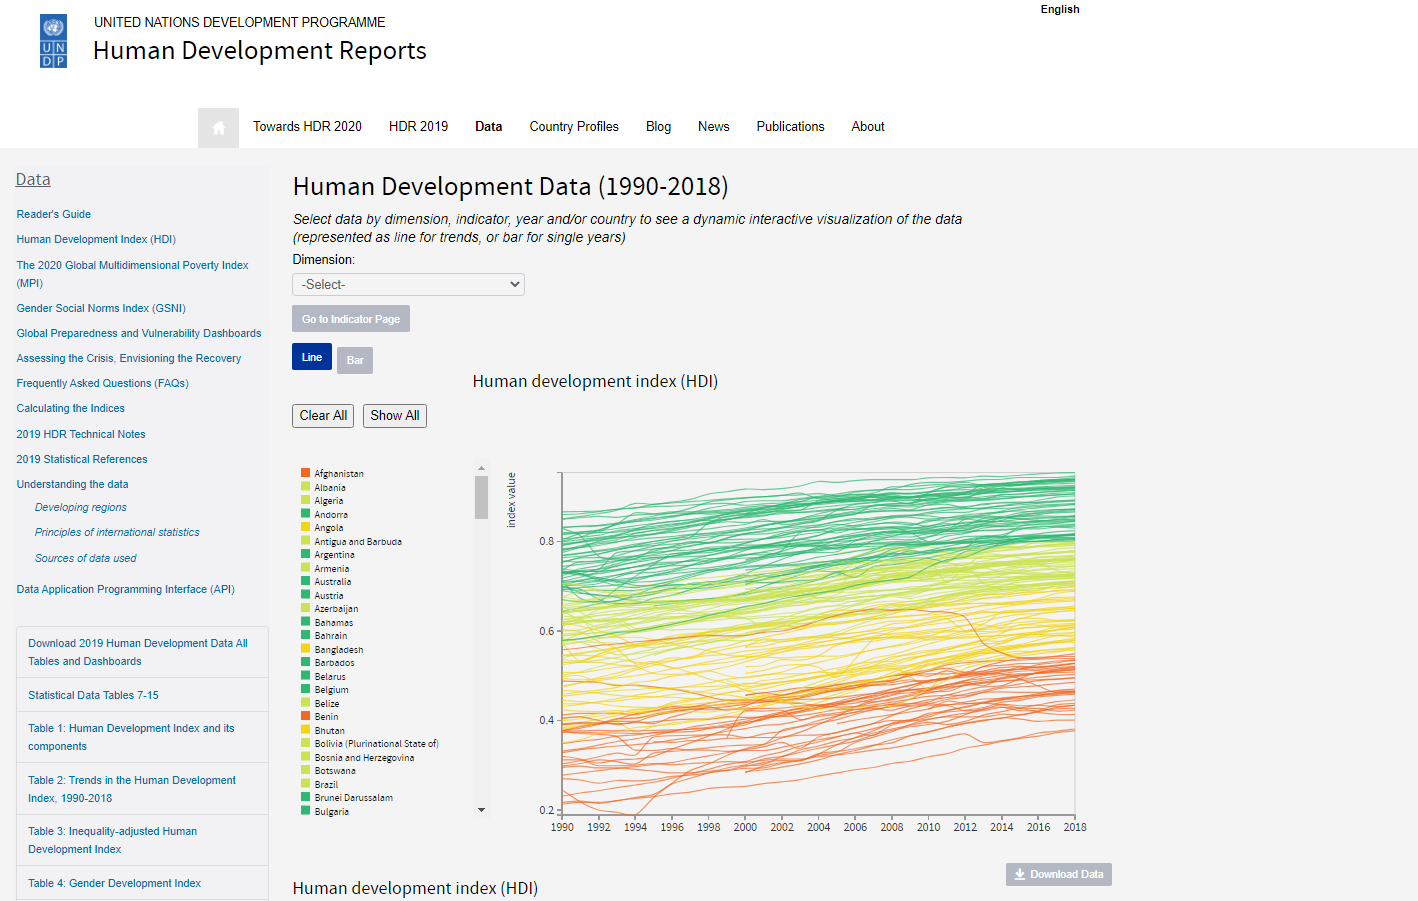 English
UNITED NATIONS DEVELOPMENT PROGRAMME
Human Development Reports
UN
DP
Towards HDR 2020 HDR 2019 Data Country Profiles Blog News Publications About
Data
Reader's Guide
Human Development Index (HDI)
The 2020 Global Multidimensional Poverty Index
(MPI)
Gender Social Norms Index (GSNI)
Global Preparedness and Vulnerability Dashboards
Assessing the Crisis, Envisioning the Recovery
Frequently Asked Questions (FAQs)
Calculating the Indices
2019 HDR Technical Notes
2019 Statistical References
Understanding the data
Developing regions
Principles of international statistics
Sources of data used
Data Application Programming Interface (API)
Download 2019 Human Development Data All
Tables and Dashboards
Statistical Data Tables 7-15
Table 1: Human Development Index and its
components
Table 2: Trends in the Human Development
Index, 1990-2018
Table 3: Inequality-adjusted Human
Development Index
Table 4: Gender Development Index
Human Development Data (1990-2018)
Select data by dimension, indicator, year and/or country to see a dynamic interactive visualization of the data
(represented as line for trends, or bar for single years)
Dimension:
-Select-
Go to Indicator Page
Line Bar
Human development index (HDI)
Clear All Show All
Afghanistan
Albania
Algeria
Andorra
Angola
Antigua and Barbuda
Argentina
Armenia
Australia
Austria
Azerbaijan
Bahamas
Bahrain
Bangladesh
Barbados
Belarus
Belgium
Belize
Benin
Bhutan
Bolivia (Plurinational State of)
Bosnia and Herzegovina
Botswana
Brazil
Brunei Darussalam
Bulgaria
index value
0.8
0.6
0.4
0.2
1990 1992 1994 1996 1998 2000 2002 2004 2006 2008 2010 2012 2014 2016 2018
Download Data
Human development index (HDI)